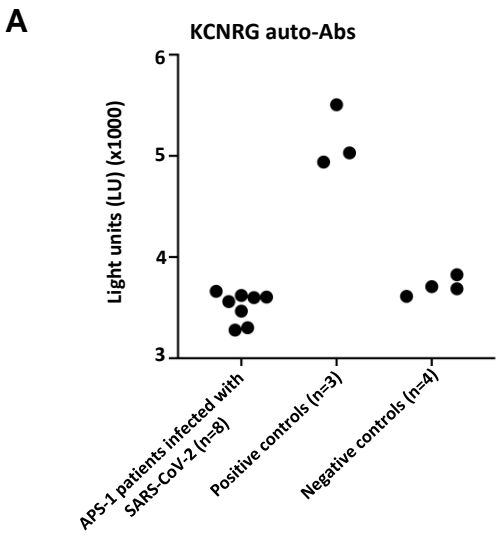 A
KCNRG auto-Abs
Light units (LU) (x1000)
6
5
4
3
APS-1 patients infected with
SARS-CoV-2 (n=8)
Positive controls (n=3)
Negative controls (n=4)